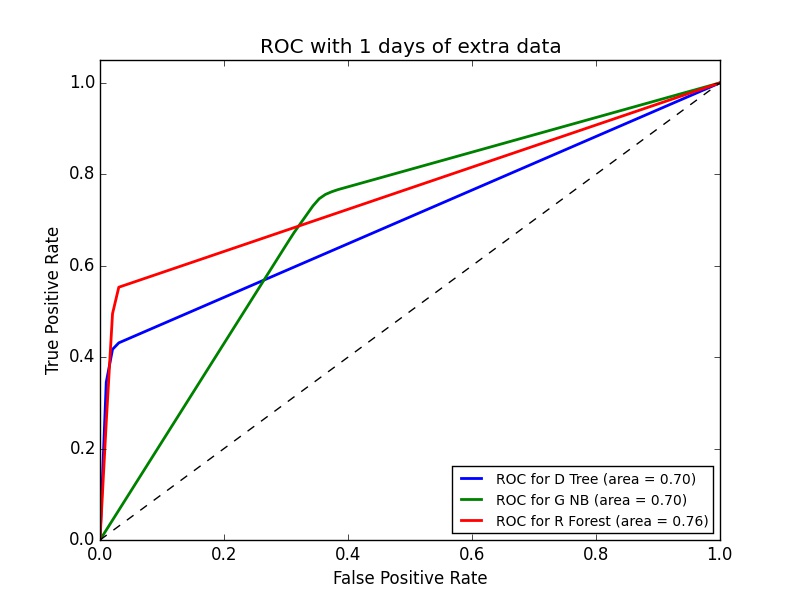 ROC with 1 days of extra data
True Positive Rate
1.0
0.8
0.6
0.4
0.2
0.0
0.0 0.2 0.4 0.6 0.8 1.0
False Positive Rate
ROC for D Tree (area = 0.70)
ROC for G NB (area = 0.70)
ROC for R Forest (area = 0.76)